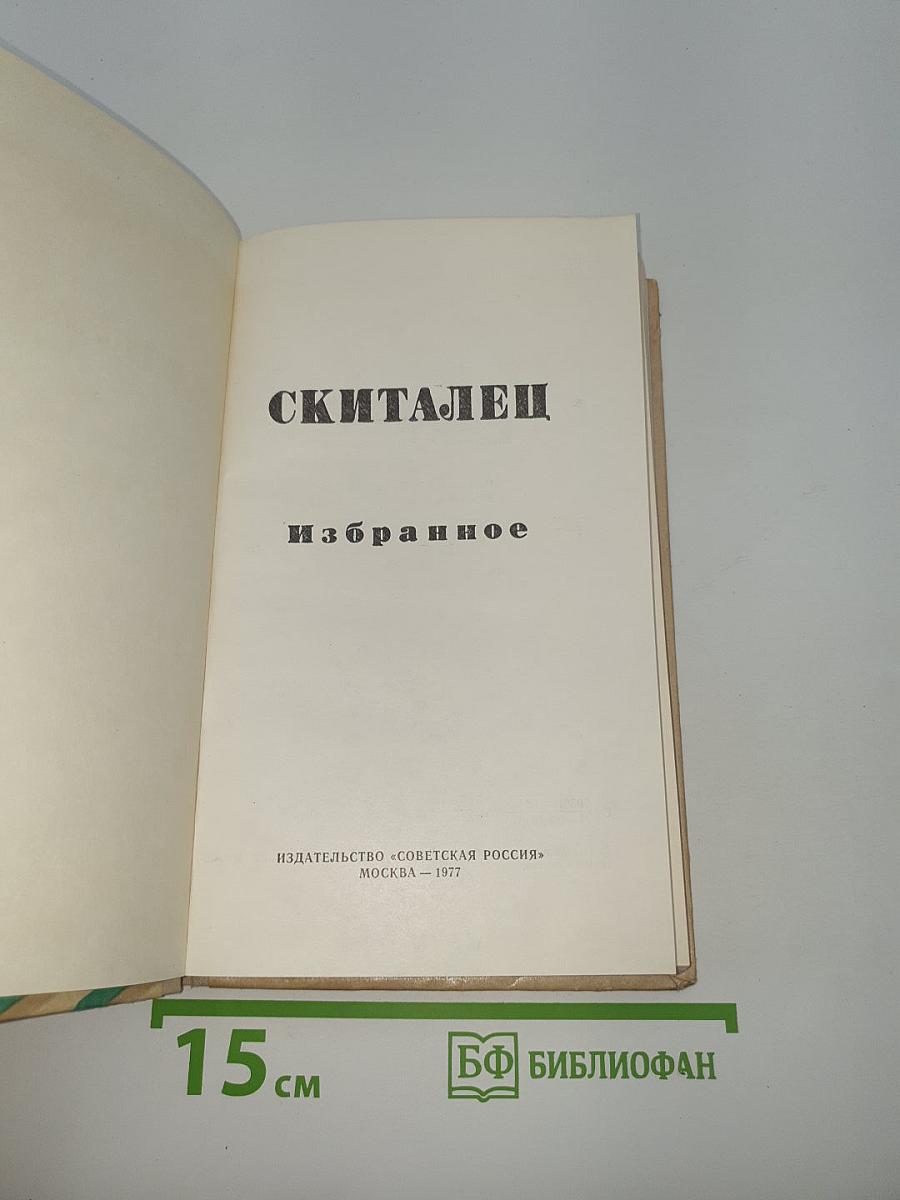 СКИТАЛЕЦ
Избранное
ИЗДАТЕЛЬСТВО «СОВЕТСКАЯ РОССИЯ»
МОСКВА — 1977
15 см
БФ БИБЛИОФАН